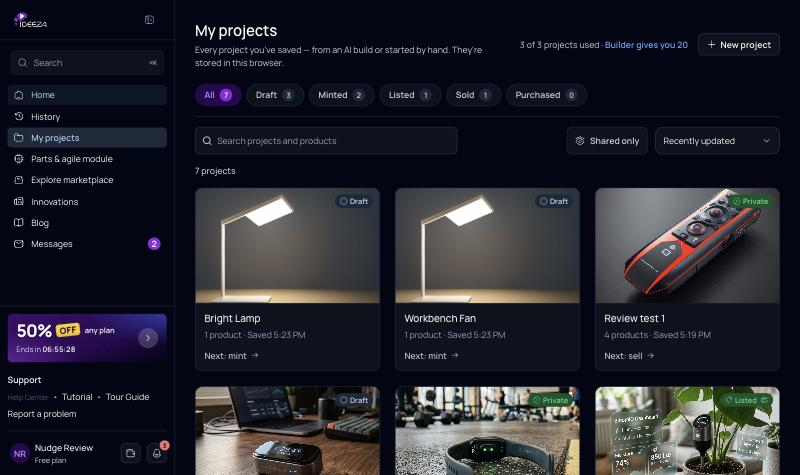 IDEEZA
My projects
Every project you've saved — from an AI build or started by hand. They're
stored in this browser.
3 of 3 projects used · Builder gives you 20
+ New project
Search
⌘K
Home
History
My projects
Parts & agile module
Explore marketplace
Innovations
Blog
Messages
2
All 7
Draft 3
Minted 2
Listed 1
Sold 1
Purchased 0
Search projects and products
Shared only
Recently updated
7 projects
Draft
Bright Lamp
1 product · Saved 5:23 PM
Next: mint →
Draft
Workbench Fan
1 product · Saved 5:23 PM
Next: mint →
Private
Review test 1
4 products · Saved 5:19 PM
Next: sell →
Draft
Private
Listed
74%
50% OFF any plan
Ends in 06:55:28
Support
Help Center • Tutorial • Tour Guide
Report a problem
NR
Nudge Review
Free plan
3